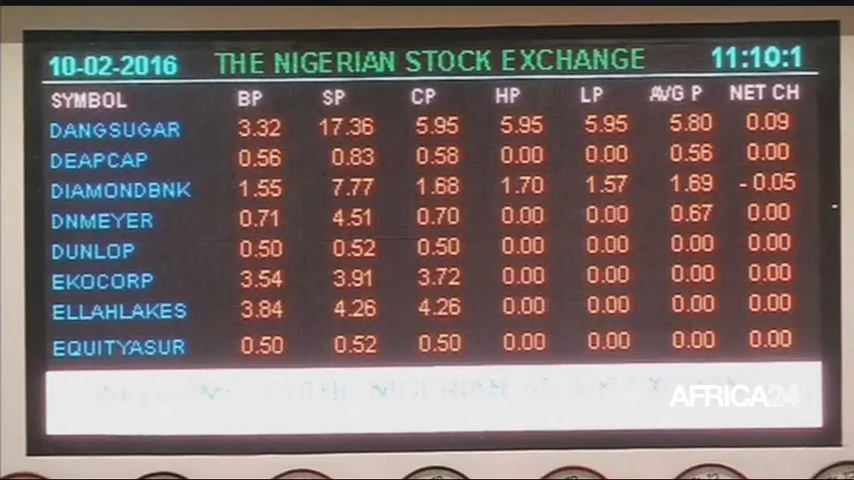 10-02-2016 THE NIGERIAN STOCK EXCHANGE 11:10:1
SYMBOL BP SP CP HP LP AVG P NET CH
DANGSUGAR 3.32 17.36 5.95 5.95 5.95 5.80 0.09
DEAPCAP 0.56 0.83 0.58 0.00 0.00 0.56 0.00
DIAMONDBNK 1.55 7.77 1.68 1.70 1.57 1.69 -0.05
DNMEYER 0.71 4.51 0.70 0.00 0.00 0.67 0.00
DUNLOP 0.50 0.52 0.50 0.00 0.00 0.00 0.00
EKOCORP 3.54 3.91 3.72 0.00 0.00 0.00 0.00
ELLAHLAKES 3.84 4.26 4.26 0.00 0.00 0.00 0.00
EQUITYASUR 0.50 0.52 0.50 0.00 0.00 0.00 0.00
THE NIGERIAN
AFRICA24